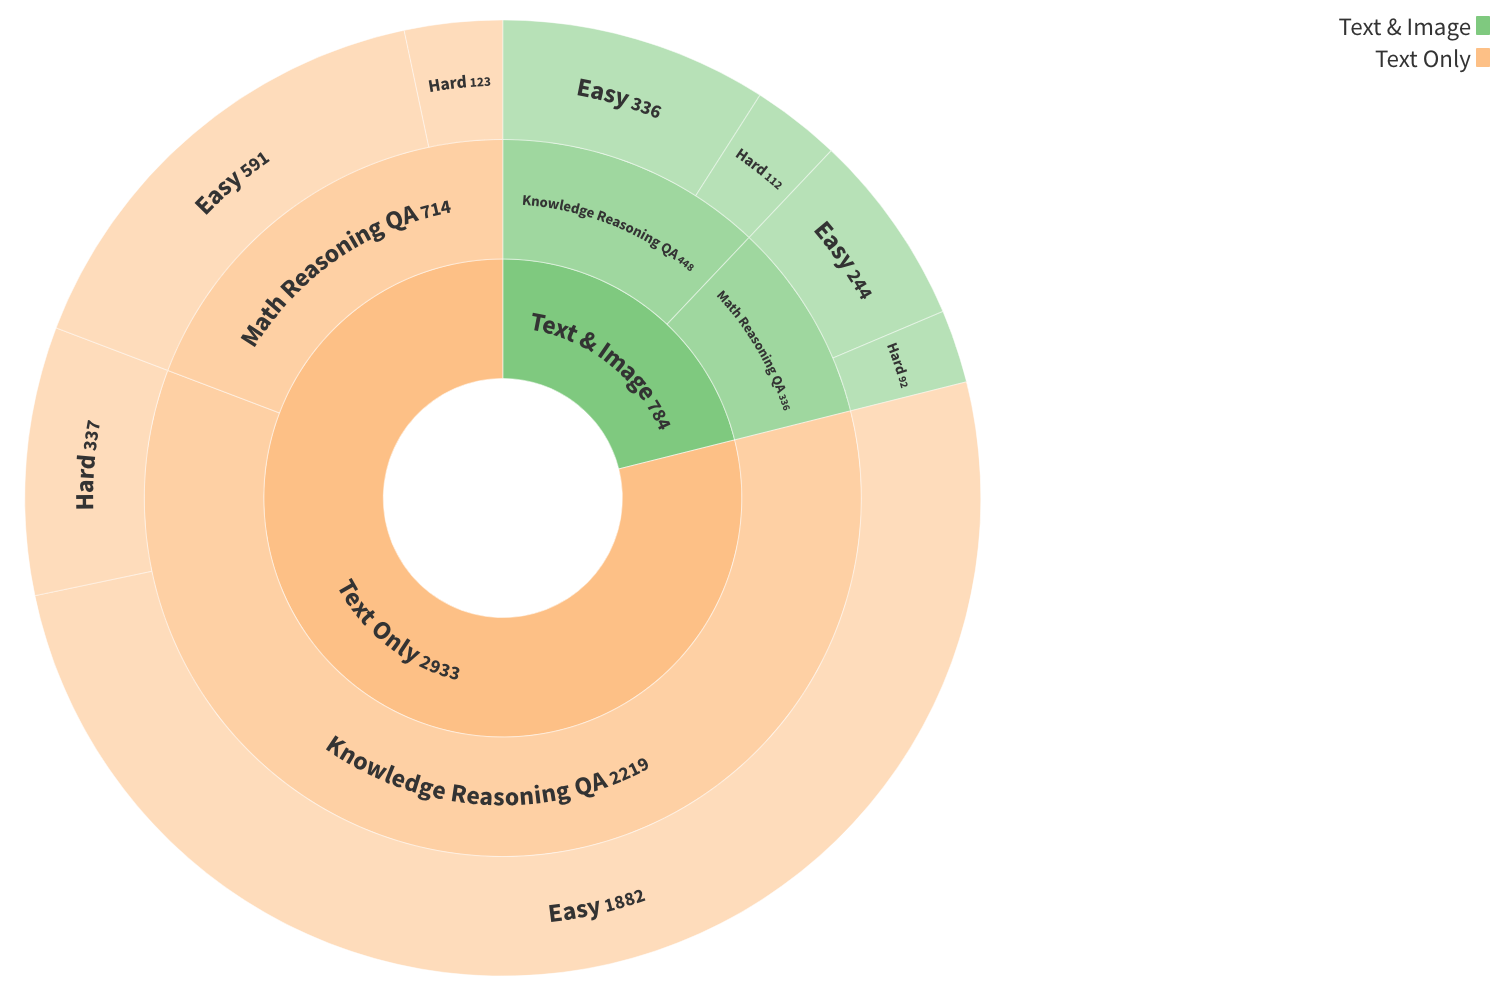 Text & Image
Text Only
Easy 336
Hard 112
Easy 244
Hard 92
Knowledge Reasoning QA 448
Math Reasoning QA 336
Text & Image 784
Hard 123
Easy 591
Math Reasoning QA 714
Hard 337
Text Only 2933
Knowledge Reasoning QA 2219
Easy 1882